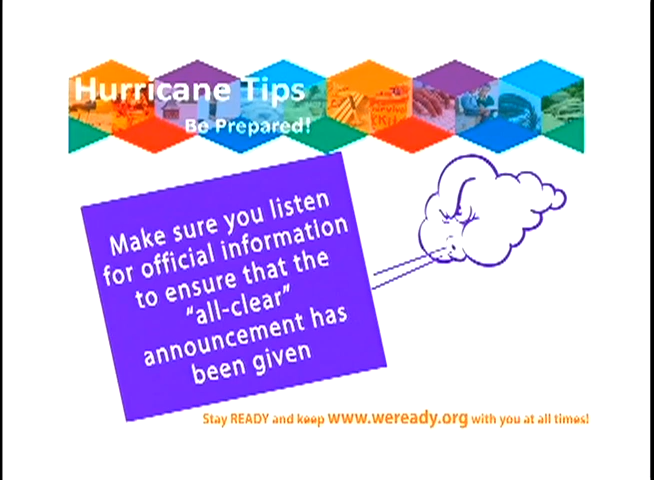 Hurricane Tips
Be Prepared!
Make sure you listen
for official information
to ensure that the
"all-clear"
announcement has
been given
Stay READY and keep www.weready.org with you at all times!